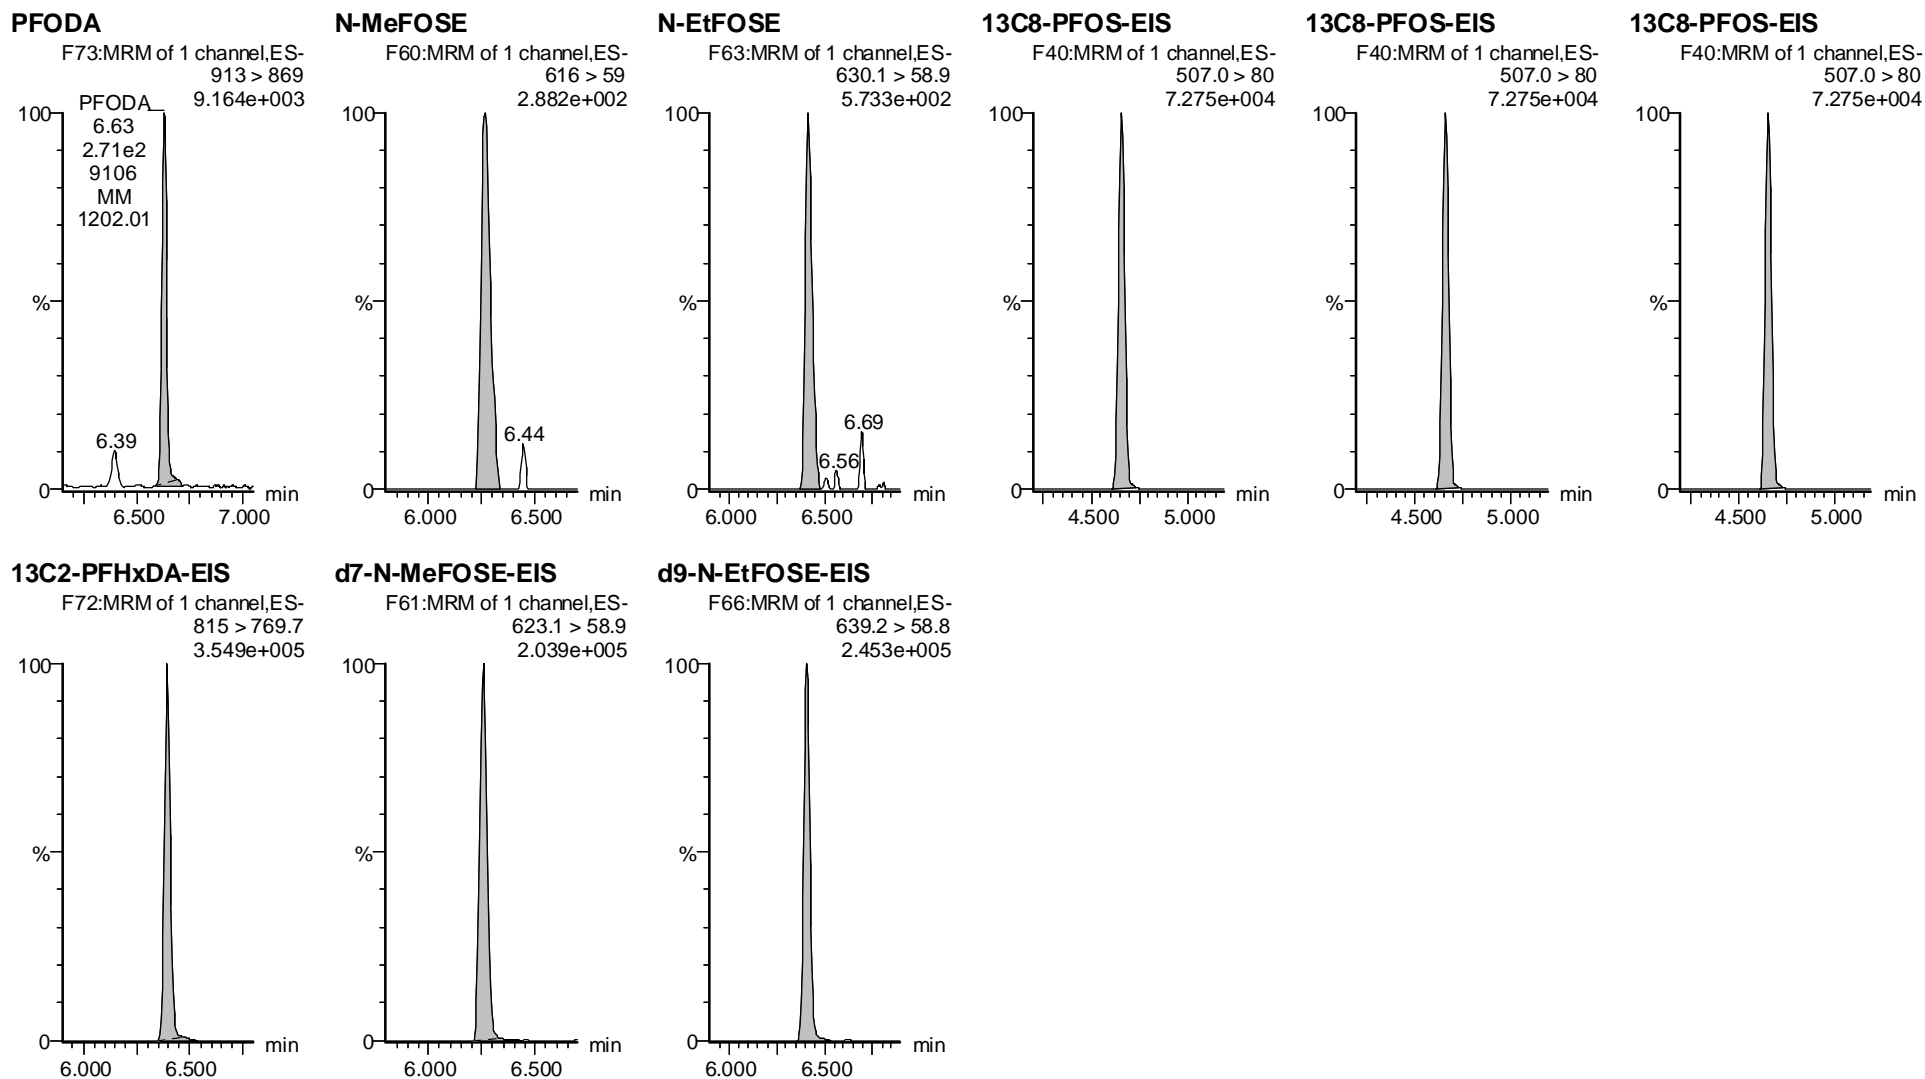 PFODA
F73:MRM of 1 channel,ES-
913 > 869
9.164e+003
100
PFODA
6.63
2.71e2
9106
MM
1202.01
%
6.39
0
min
6.500 7.000
N-MeFOSE
F60:MRM of 1 channel,ES-
616 > 59
2.882e+002
100
%
6.44
0
min
6.000 6.500
N-EtFOSE
F63:MRM of 1 channel,ES-
630.1 > 58.9
5.733e+002
100
%
6.69
6.56
0
min
6.000 6.500
13C8-PFOS-EIS
F40:MRM of 1 channel,ES-
507.0 > 80
7.275e+004
100
%
0
min
4.500 5.000
13C8-PFOS-EIS
F40:MRM of 1 channel,ES-
507.0 > 80
7.275e+004
100
%
0
min
4.500 5.000
13C8-PFOS-EIS
F40:MRM of 1 channel,ES-
507.0 > 80
7.275e+004
100
%
0
min
4.500 5.000
13C2-PFHxDA-EIS
F72:MRM of 1 channel,ES-
815 > 769.7
3.549e+005
100
%
0
min
6.000 6.500
d7-N-MeFOSE-EIS
F61:MRM of 1 channel,ES-
623.1 > 58.9
2.039e+005
100
%
0
min
6.000 6.500
d9-N-EtFOSE-EIS
F66:MRM of 1 channel,ES-
639.2 > 58.8
2.453e+005
100
%
0
min
6.000 6.500